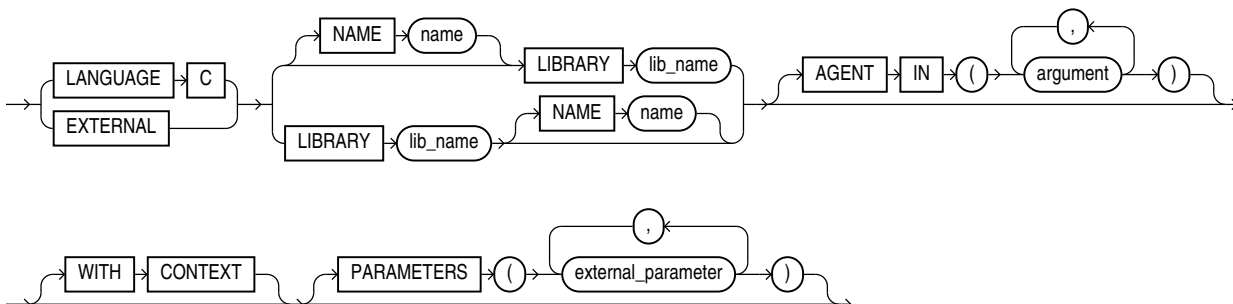 NAME name
,
LANGUAGE C LIBRARY lib_name AGENT IN ( argument )
EXTERNAL NAME name
LIBRARY lib_name
,
WITH CONTEXT PARAMETERS ( external_parameter )